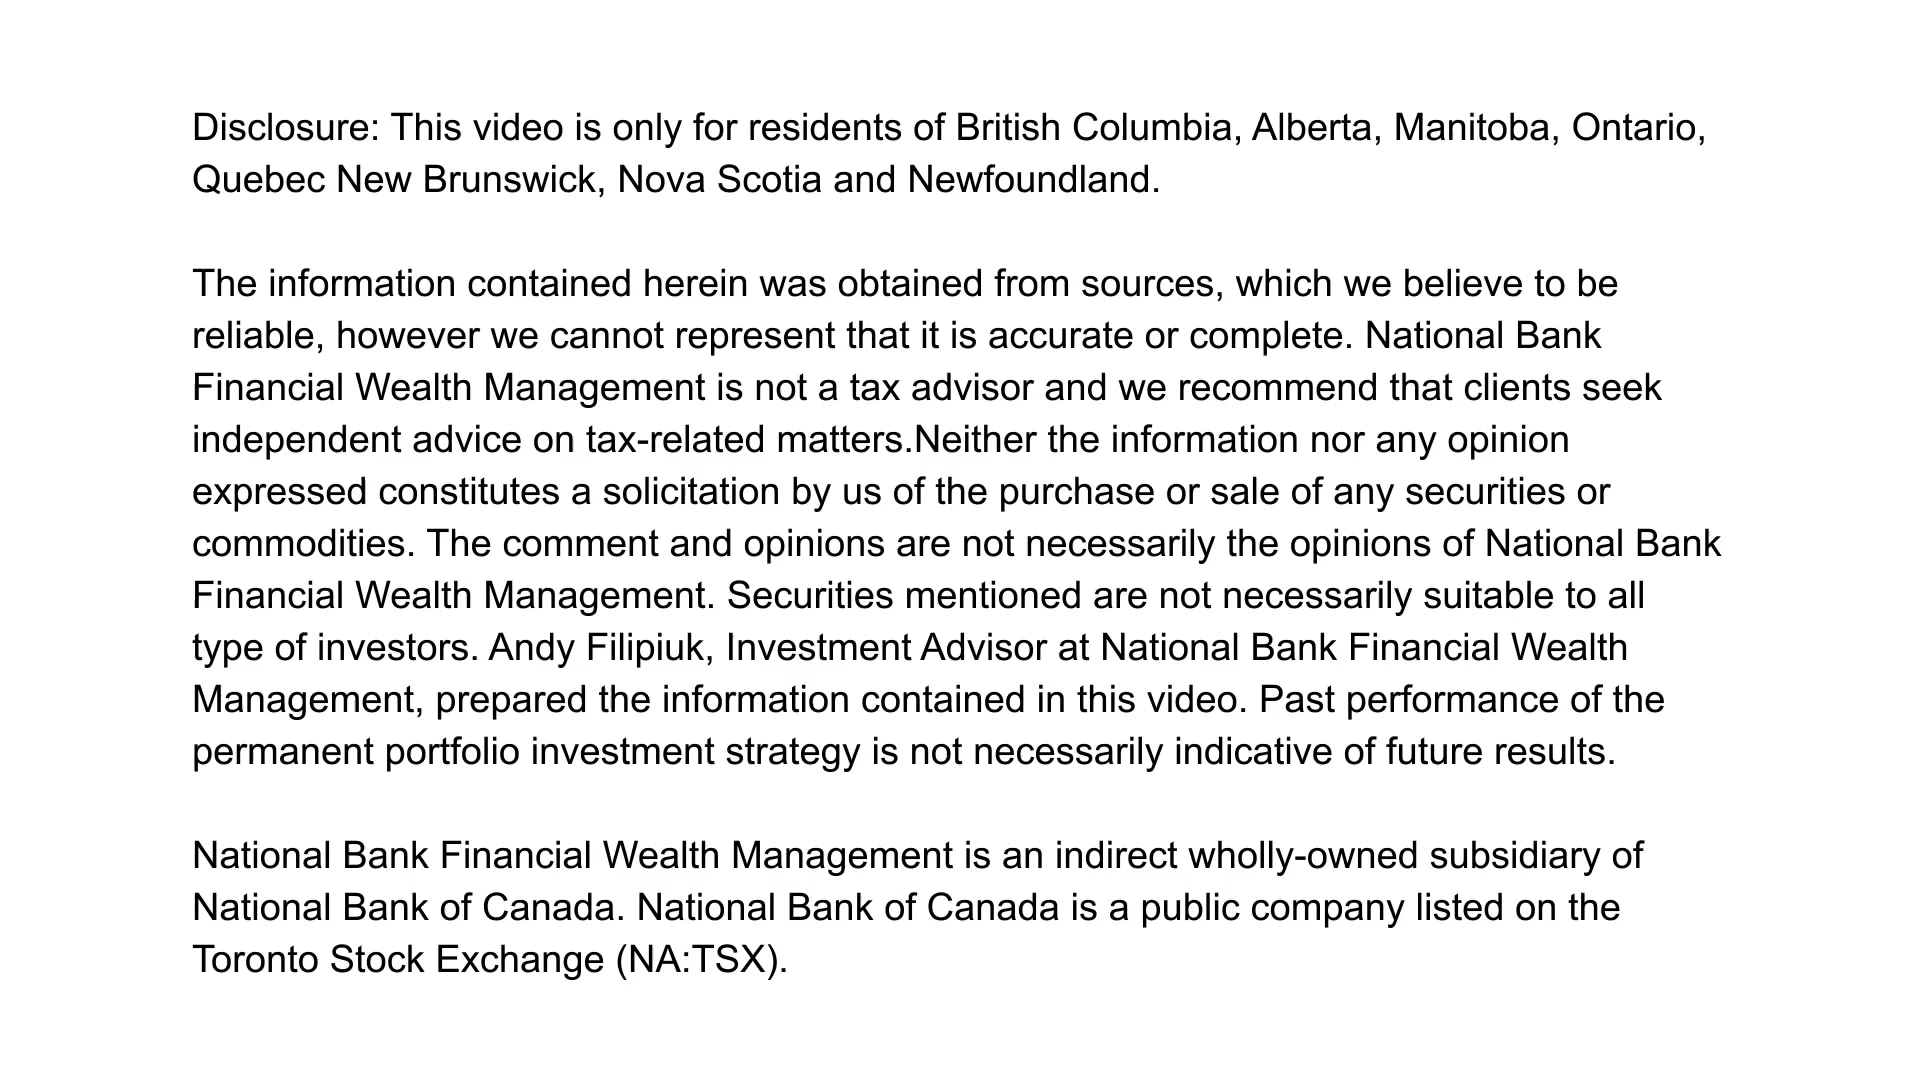 Disclosure: This video is only for residents of British Columbia, Alberta, Manitoba, Ontario,
Quebec New Brunswick, Nova Scotia and Newfoundland.
The information contained herein was obtained from sources, which we believe to be
reliable, however we cannot represent that it is accurate or complete. National Bank
Financial Wealth Management is not a tax advisor and we recommend that clients seek
independent advice on tax-related matters.Neither the information nor any opinion
expressed constitutes a solicitation by us of the purchase or sale of any securities or
commodities. The comment and opinions are not necessarily the opinions of National Bank
Financial Wealth Management. Securities mentioned are not necessarily suitable to all
type of investors. Andy Filipiuk, Investment Advisor at National Bank Financial Wealth
Management, prepared the information contained in this video. Past performance of the
permanent portfolio investment strategy is not necessarily indicative of future results.
National Bank Financial Wealth Management is an indirect wholly-owned subsidiary of
National Bank of Canada. National Bank of Canada is a public company listed on the
Toronto Stock Exchange (NA:TSX).